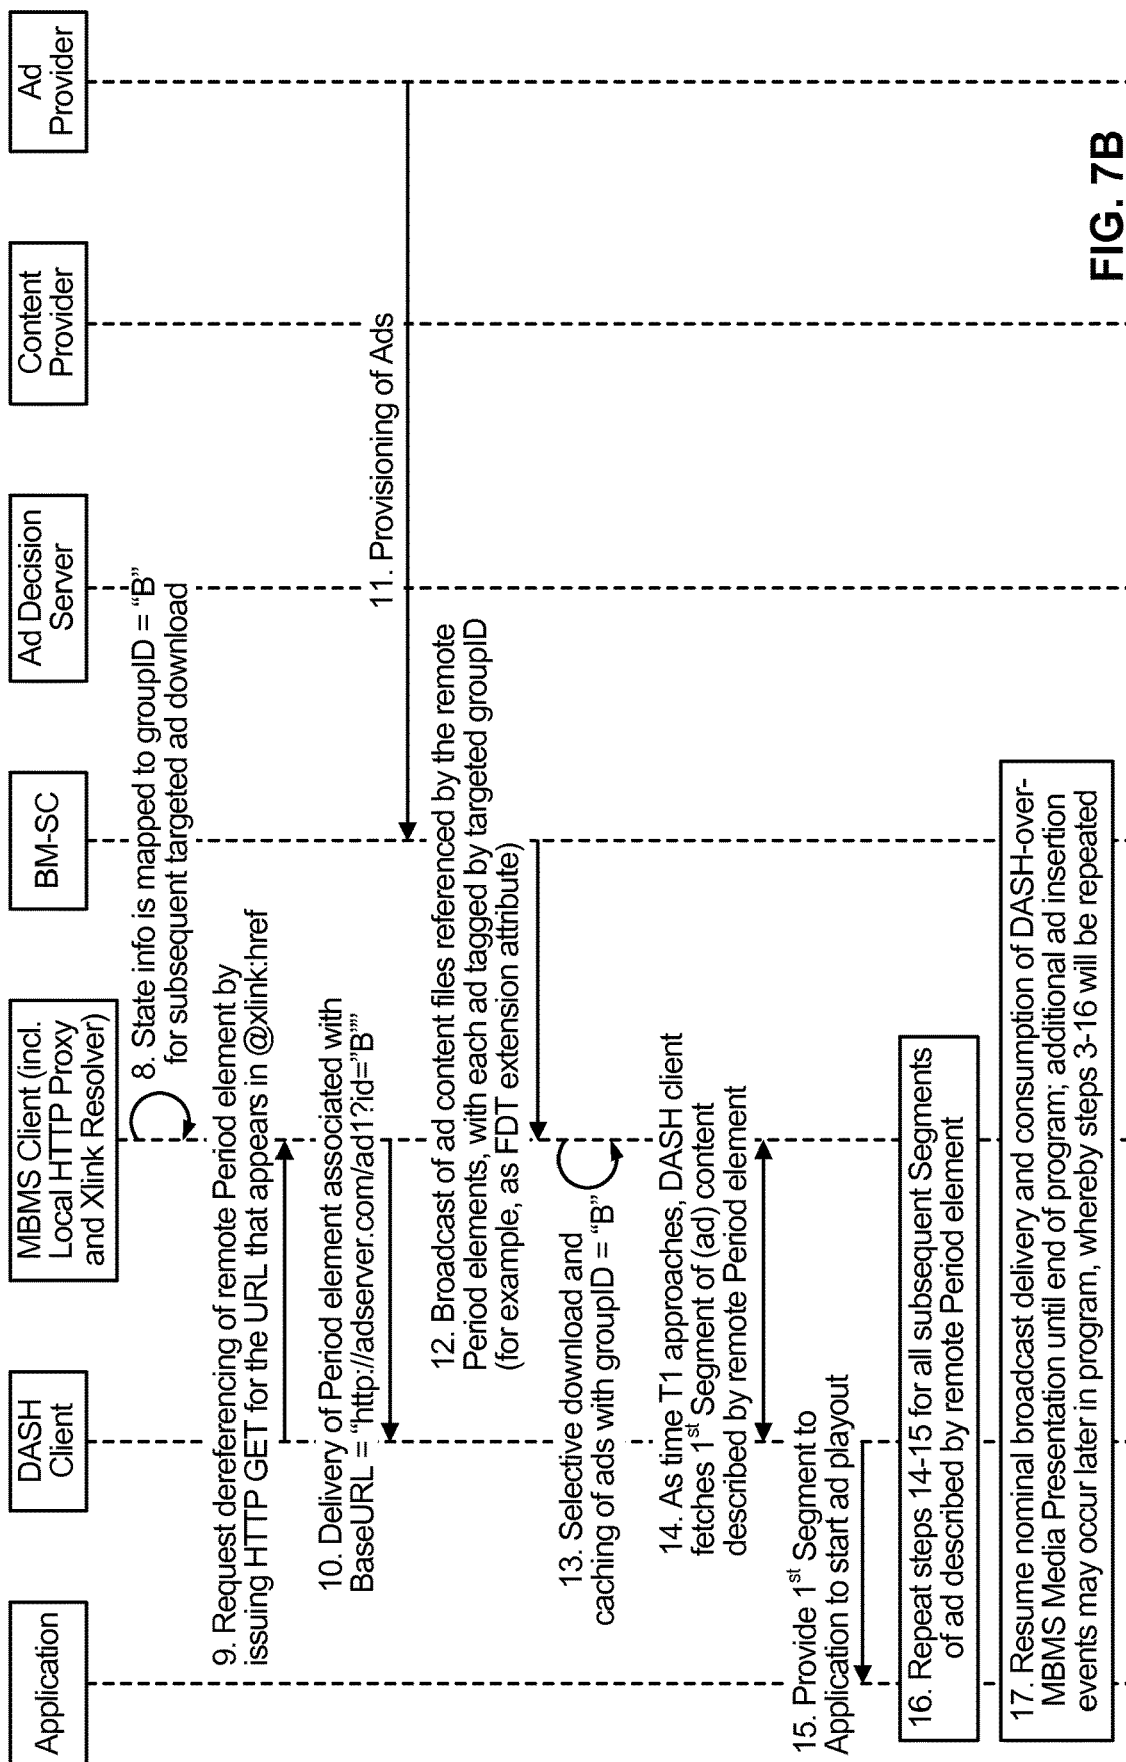 Application
DASH
Client
MBMS Client (incl.
Local HTTP Proxy
and Xlink Resolver)
BM-SC
Ad Decision
Server
Content
Provider
Ad
Provider
8. State info is mapped to groupID = “B”
for subsequent targeted ad download
9. Request dereferencing of remote Period element by
issuing HTTP GET for the URL that appears in @xlink:href
10. Delivery of Period element associated with
BaseURL = “http://adserver.com/ad1?id=”B””
11. Provisioning of Ads
12. Broadcast of ad content files referenced by the remote
Period elements, with each ad tagged by targeted groupID
(for example, as FDT extension attribute)
13. Selective download and
caching of ads with groupID = “B”
14. As time T1 approaches, DASH client
fetches 1st Segment of (ad) content
described by remote Period element
15. Provide 1st Segment to
Application to start ad playout
16. Repeat steps 14-15 for all subsequent Segments
of ad described by remote Period element
17. Resume nominal broadcast delivery and consumption of DASH-over-
MBMS Media Presentation until end of program; additional ad insertion
events may occur later in program, whereby steps 3-16 will be repeated
FIG. 7B